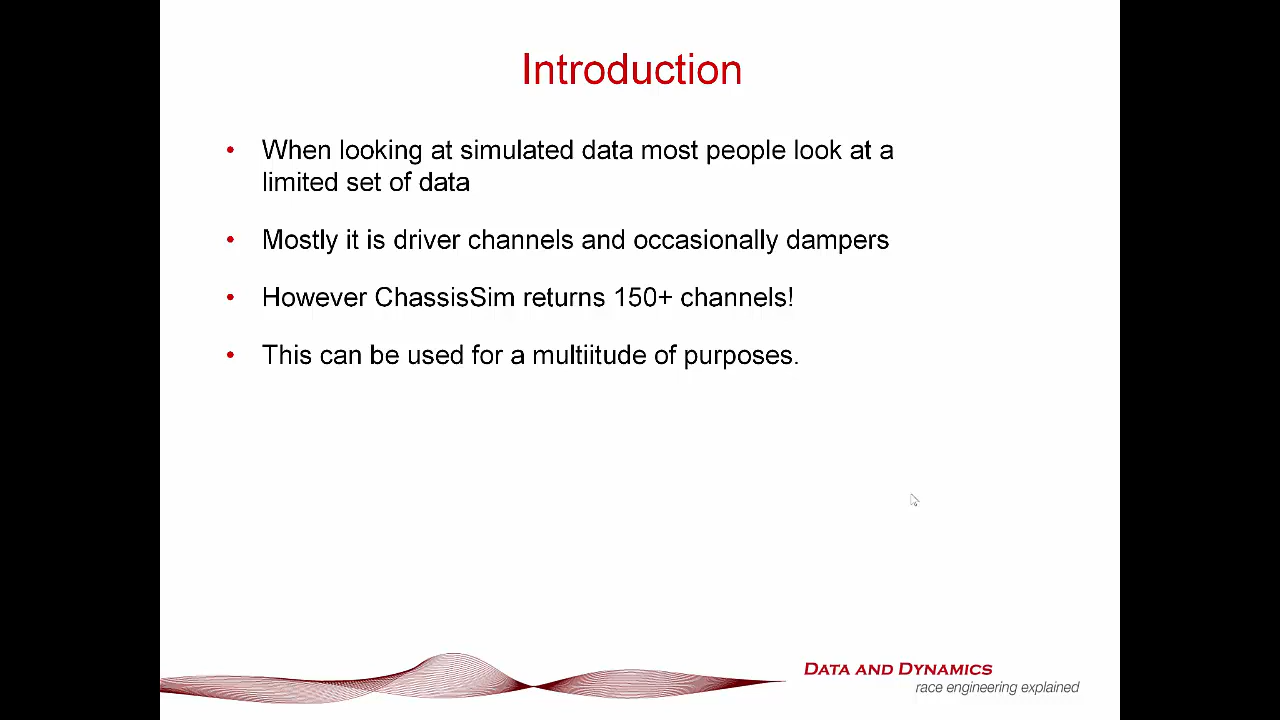 Introduction
• When looking at simulated data most people look at a
limited set of data
• Mostly it is driver channels and occasionally dampers
• However ChassisSim returns 150+ channels!
• This can be used for a multiitude of purposes.
DATA AND DYNAMICS
race engineering explained